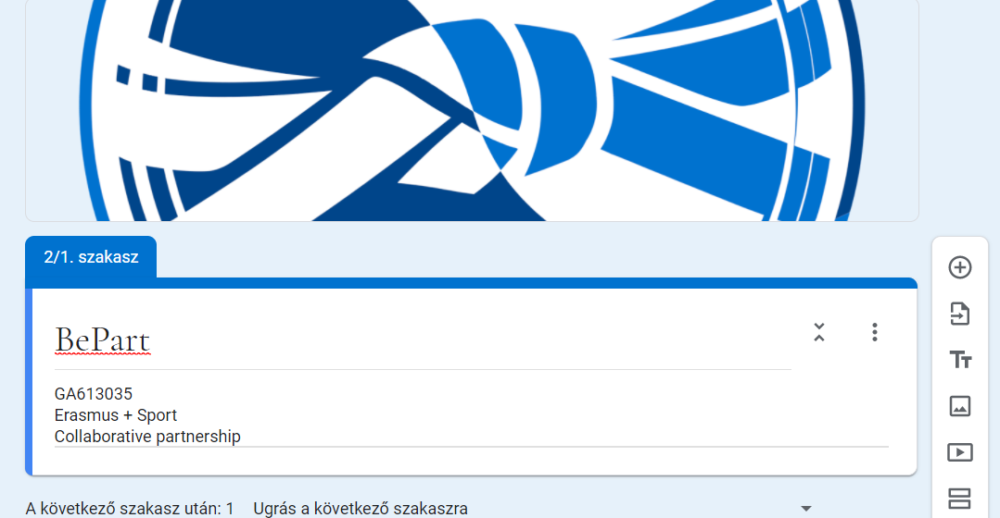 2/1. szakasz
BePart
GA613035
Erasmus + Sport
Collaborative partnership
A következő szakasz után: 1 Ugrás a következő szakaszra